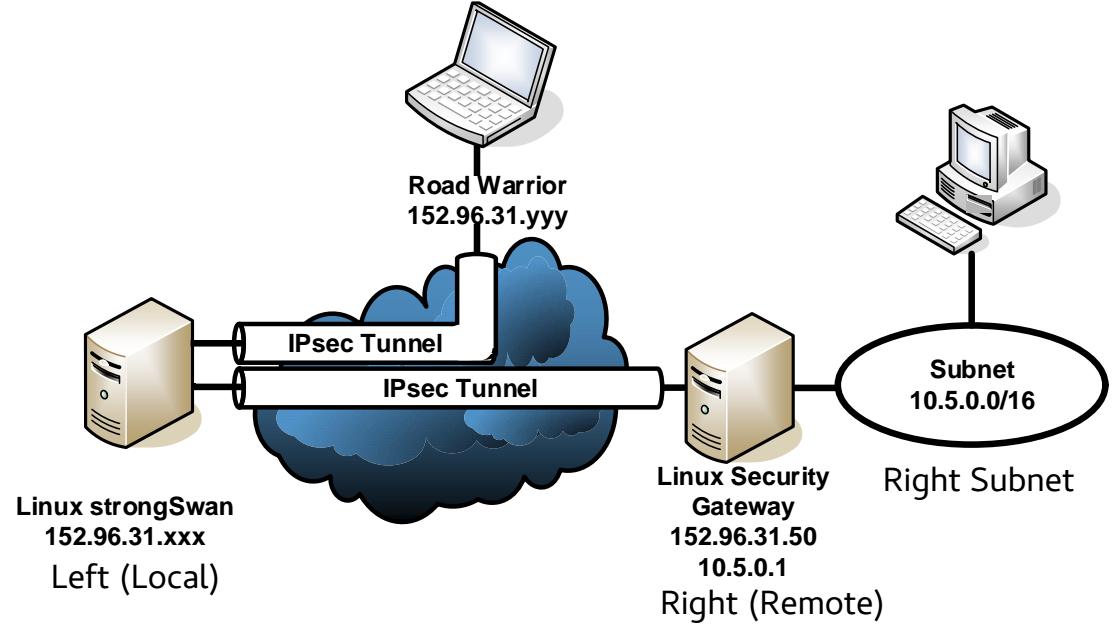 Road Warrior
152.96.31.yyy
IPsec Tunnel
IPsec Tunnel
Subnet
10.5.0.0/16
Right Subnet
Linux strongSwan
152.96.31.xxx
Left (Local)
Linux Security
Gateway
152.96.31.50
10.5.0.1
Right (Remote)